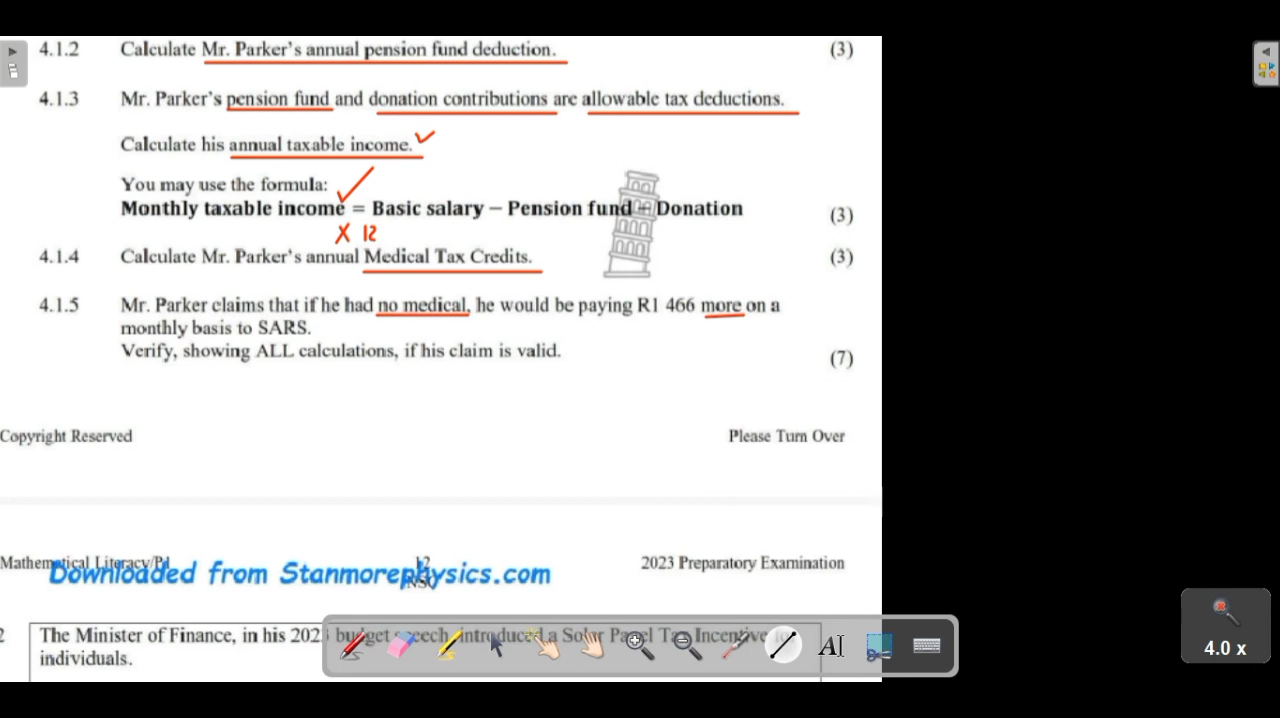 4.1.2 Calculate Mr. Parker's annual pension fund deduction. (3)
4.1.3 Mr. Parker's pension fund and donation contributions are allowable tax deductions.
Calculate his annual taxable income.
You may use the formula:
Monthly taxable income = Basic salary – Pension fund – Donation (3)
X 12
4.1.4 Calculate Mr. Parker's annual Medical Tax Credits. (3)
4.1.5 Mr. Parker claims that if he had no medical, he would be paying R1 466 more on a
monthly basis to SARS.
Verify, showing ALL calculations, if his claim is valid. (7)
Copyright Reserved Please Turn Over
Mathematical Literacy/P1 12 2023 Preparatory Examination
NSC
Downloaded from Stanmorephysics.com
2 The Minister of Finance, in his 2023 budget speech, introduced a Solar Panel Tax Incentive
individuals.
AI
4.0 x